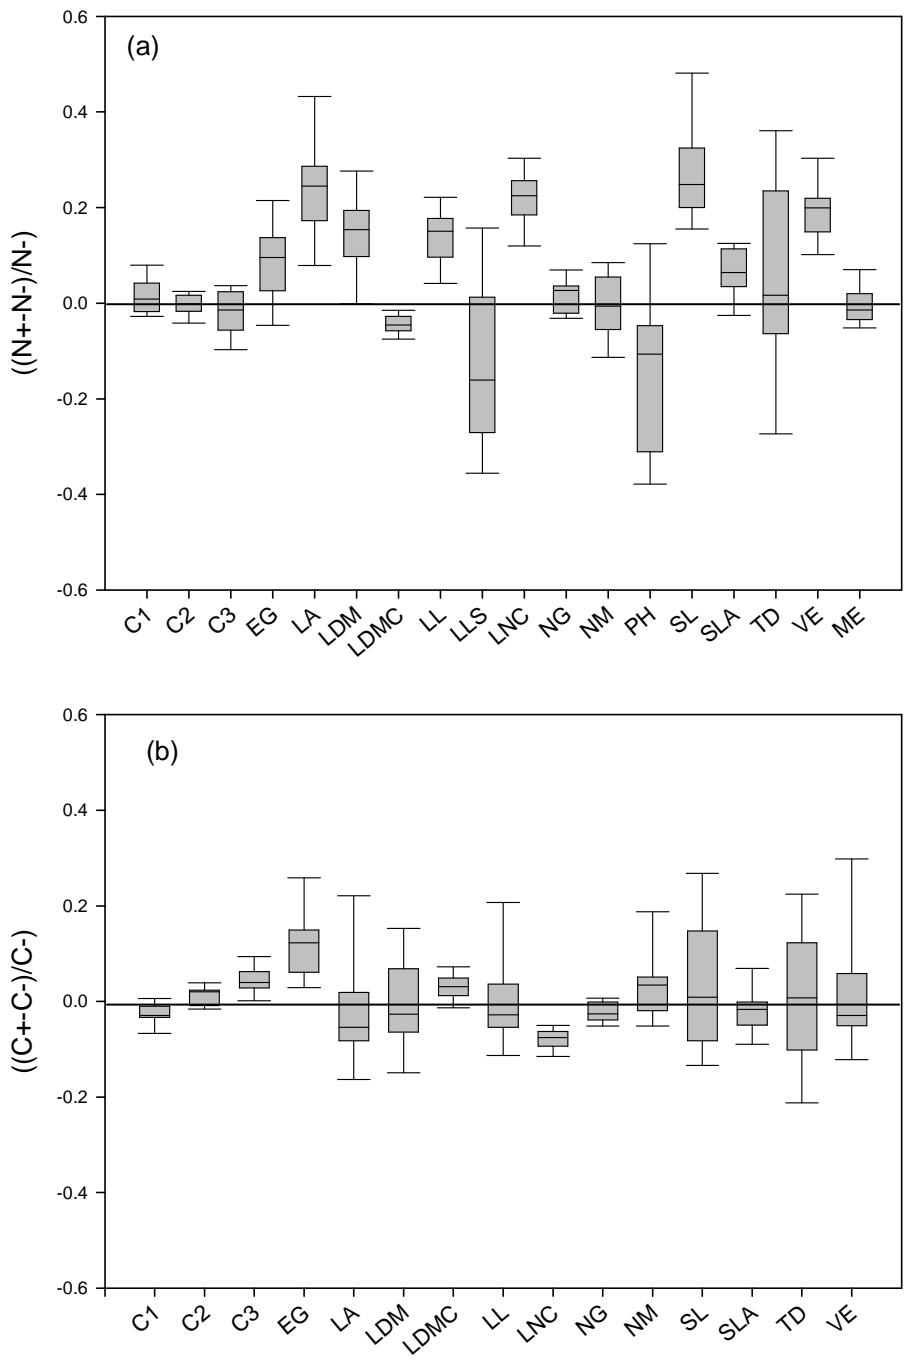 (a)
((N+-N-)/N-)
0.6
0.4
0.2
0.0
-0.2
-0.4
-0.6
C1 C2 C3 EG LA LDM LDMC LL LLS LNC NG NM PH SL SLA TD VE ME
(b)
((C+-C-)/C-)
0.6
0.4
0.2
0.0
-0.2
-0.4
-0.6
C1 C2 C3 EG LA LDM LDMC LL LNC NG NM SL SLA TD VE